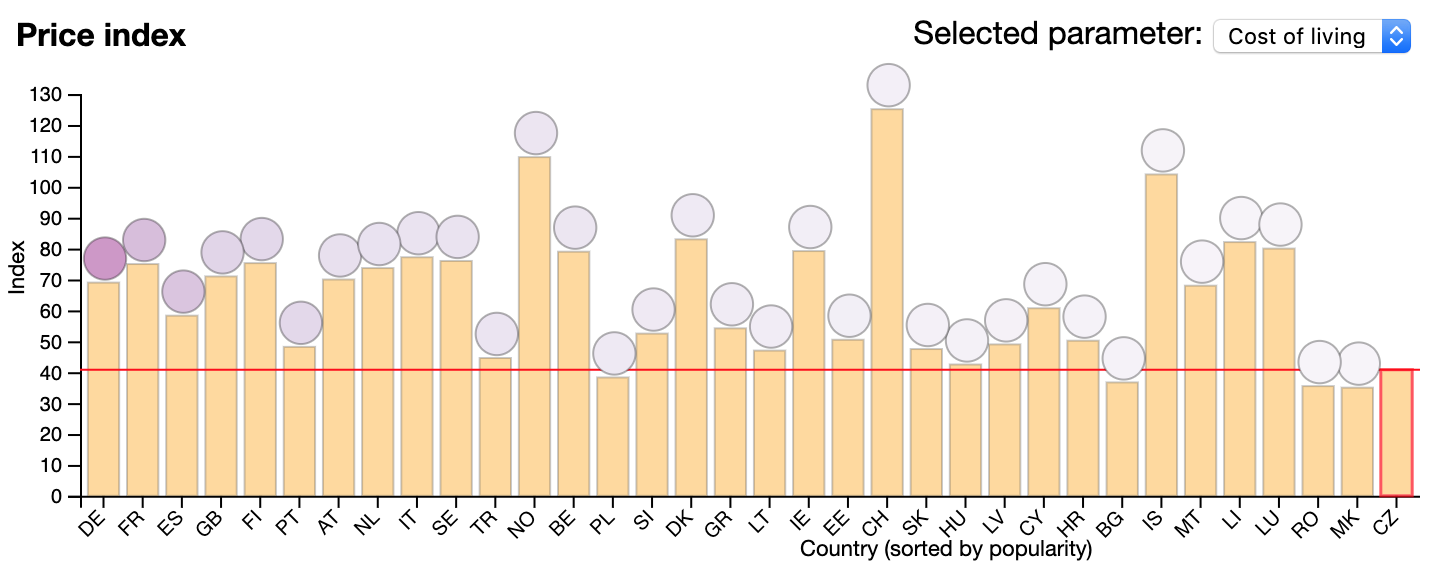 Price index
Selected parameter: Cost of living
130
120
110
100
90
80
70
60
50
40
30
20
10
0
Index
DE FR ES GB FI PT AT NL IT SE TR NO BE PL SI DK GR LT IE EE CH SK HU LV CY HR BG IS MT LI LU RO MK CZ
Country (sorted by popularity)